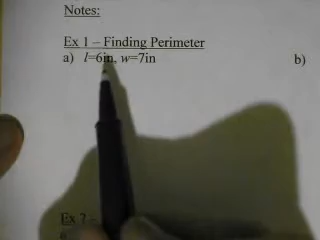 Notes:
Ex 1 – Finding Perimeter
a) l=6in, w=7in b)
Ex 2 –